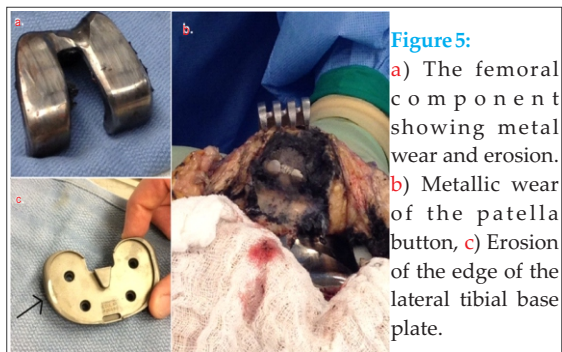 a.
b.
c
Figure 5:
a) The femoral
component
showing metal
wear and erosion.
b) Metallic wear
of the patella
button, c) Erosion
of the edge of the
lateral tibial base
plate.